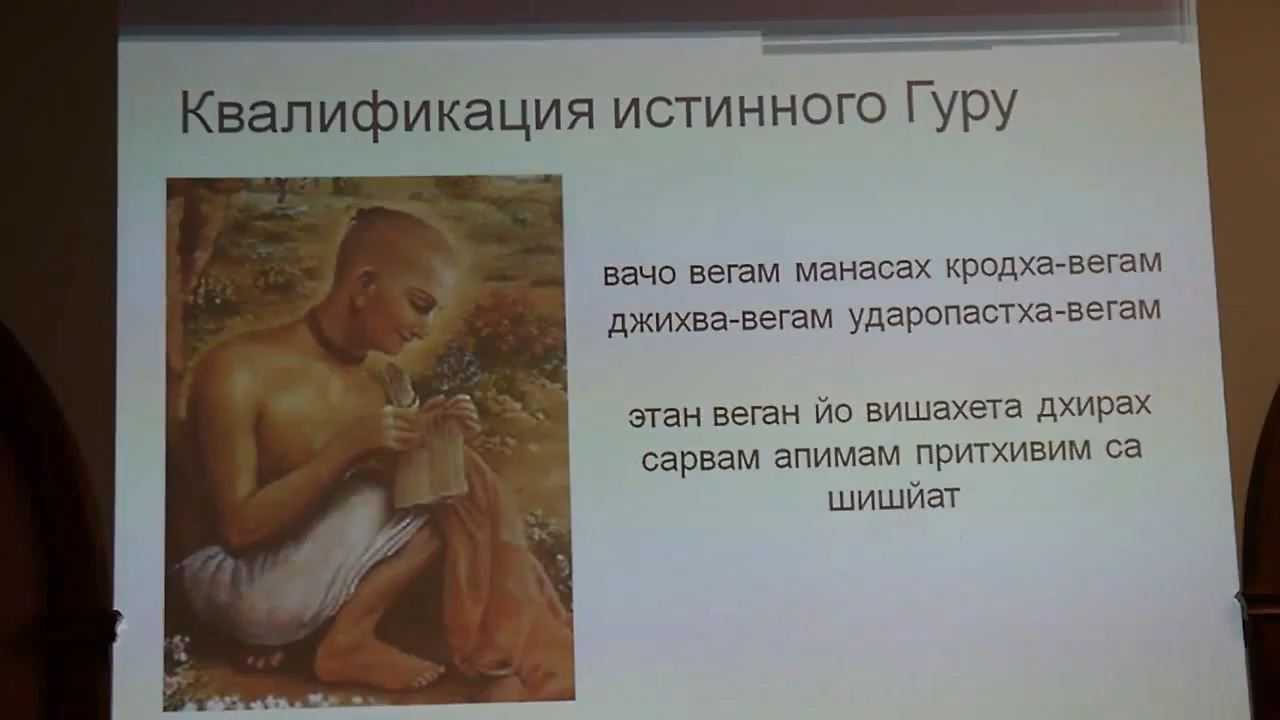 Квалификация истинного Гуру
вачо вегам манасах кродха-вегам
джихва-вегам ударопастха-вегам
этан веган йо вишахета дхирах
сарвам апимам притхивим са
шишйат